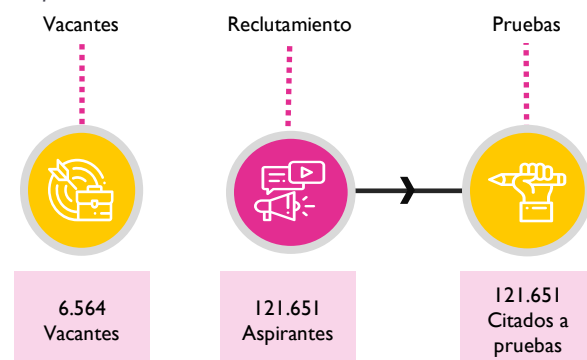 Vacantes
Reclutamiento
Pruebas
6.564
Vacantes
121.651
Aspirantes
121.651
Citados a
pruebas